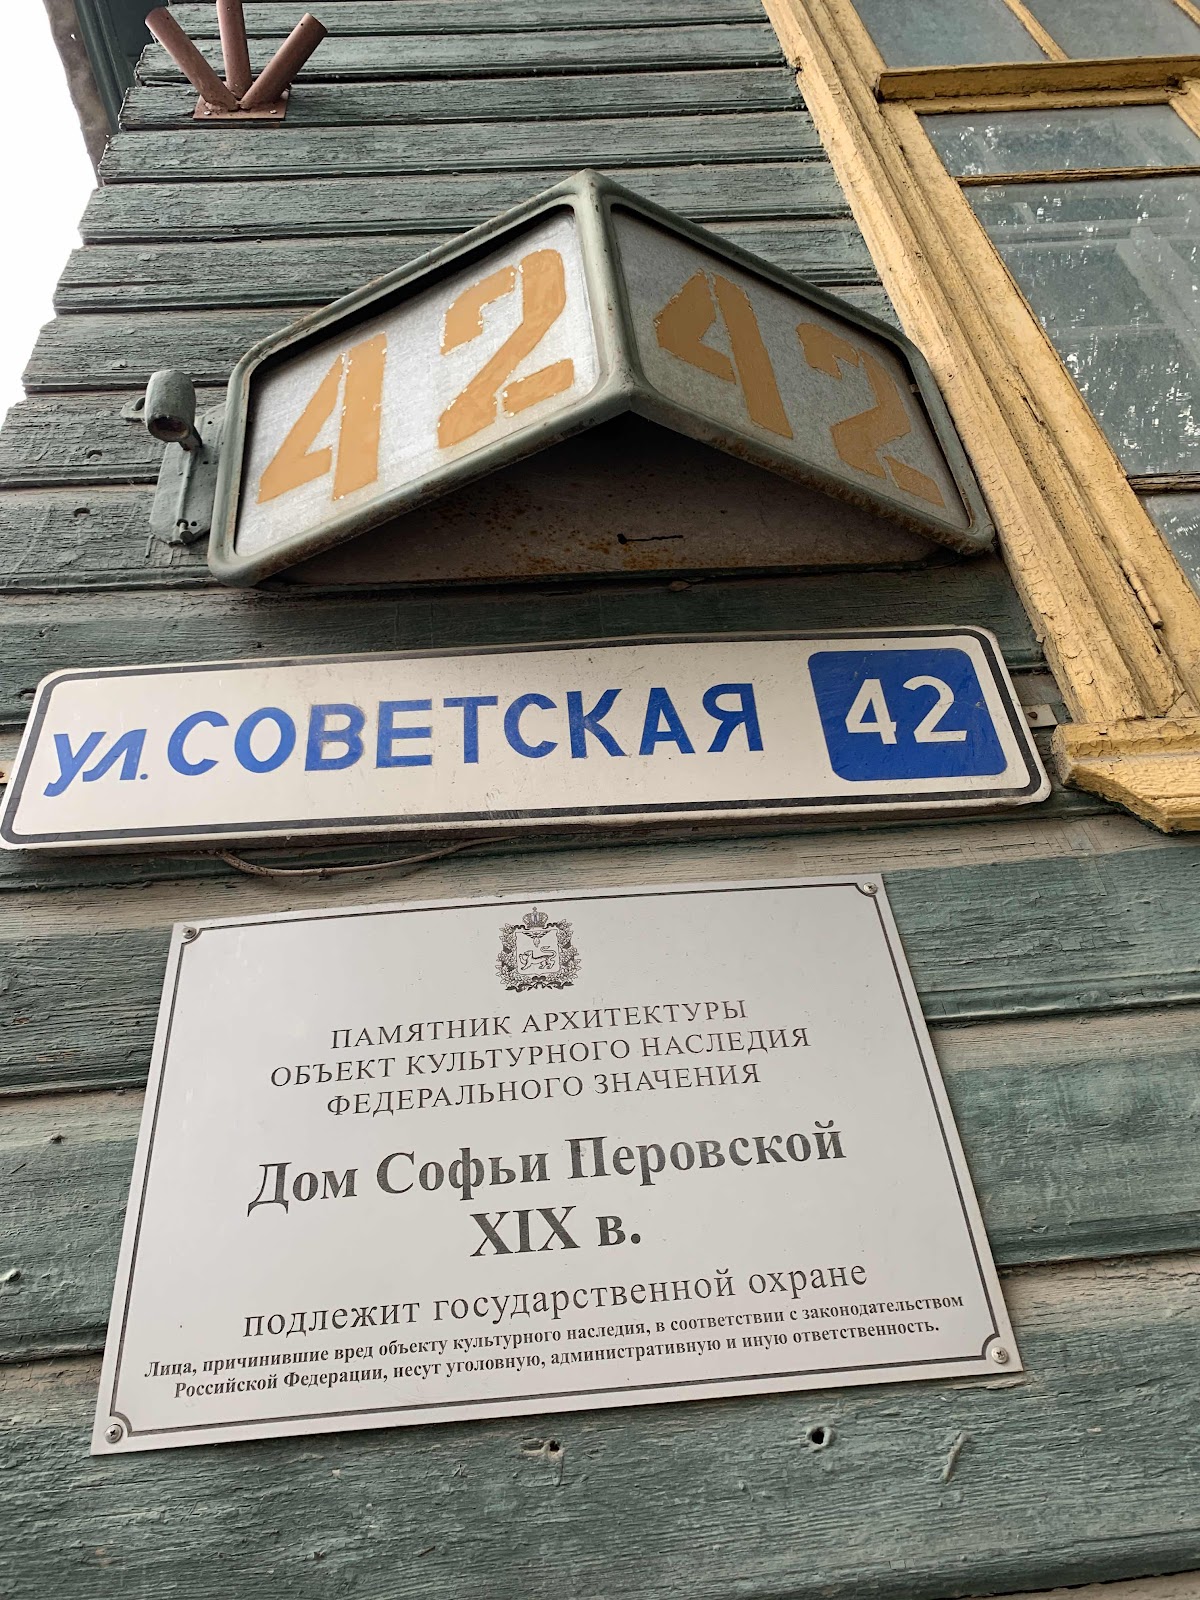 42 42
ул. СОВЕТСКАЯ 42
ПАМЯТНИК АРХИТЕКТУРЫ
ОБЪЕКТ КУЛЬТУРНОГО НАСЛЕДИЯ
ФЕДЕРАЛЬНОГО ЗНАЧЕНИЯ
Дом Софьи Перовской
XIX в.
подлежит государственной охране
Лица, причинившие вред объекту культурного наследия, в соответствии с законодательством
Российской Федерации, несут уголовную, административную и иную ответственность.